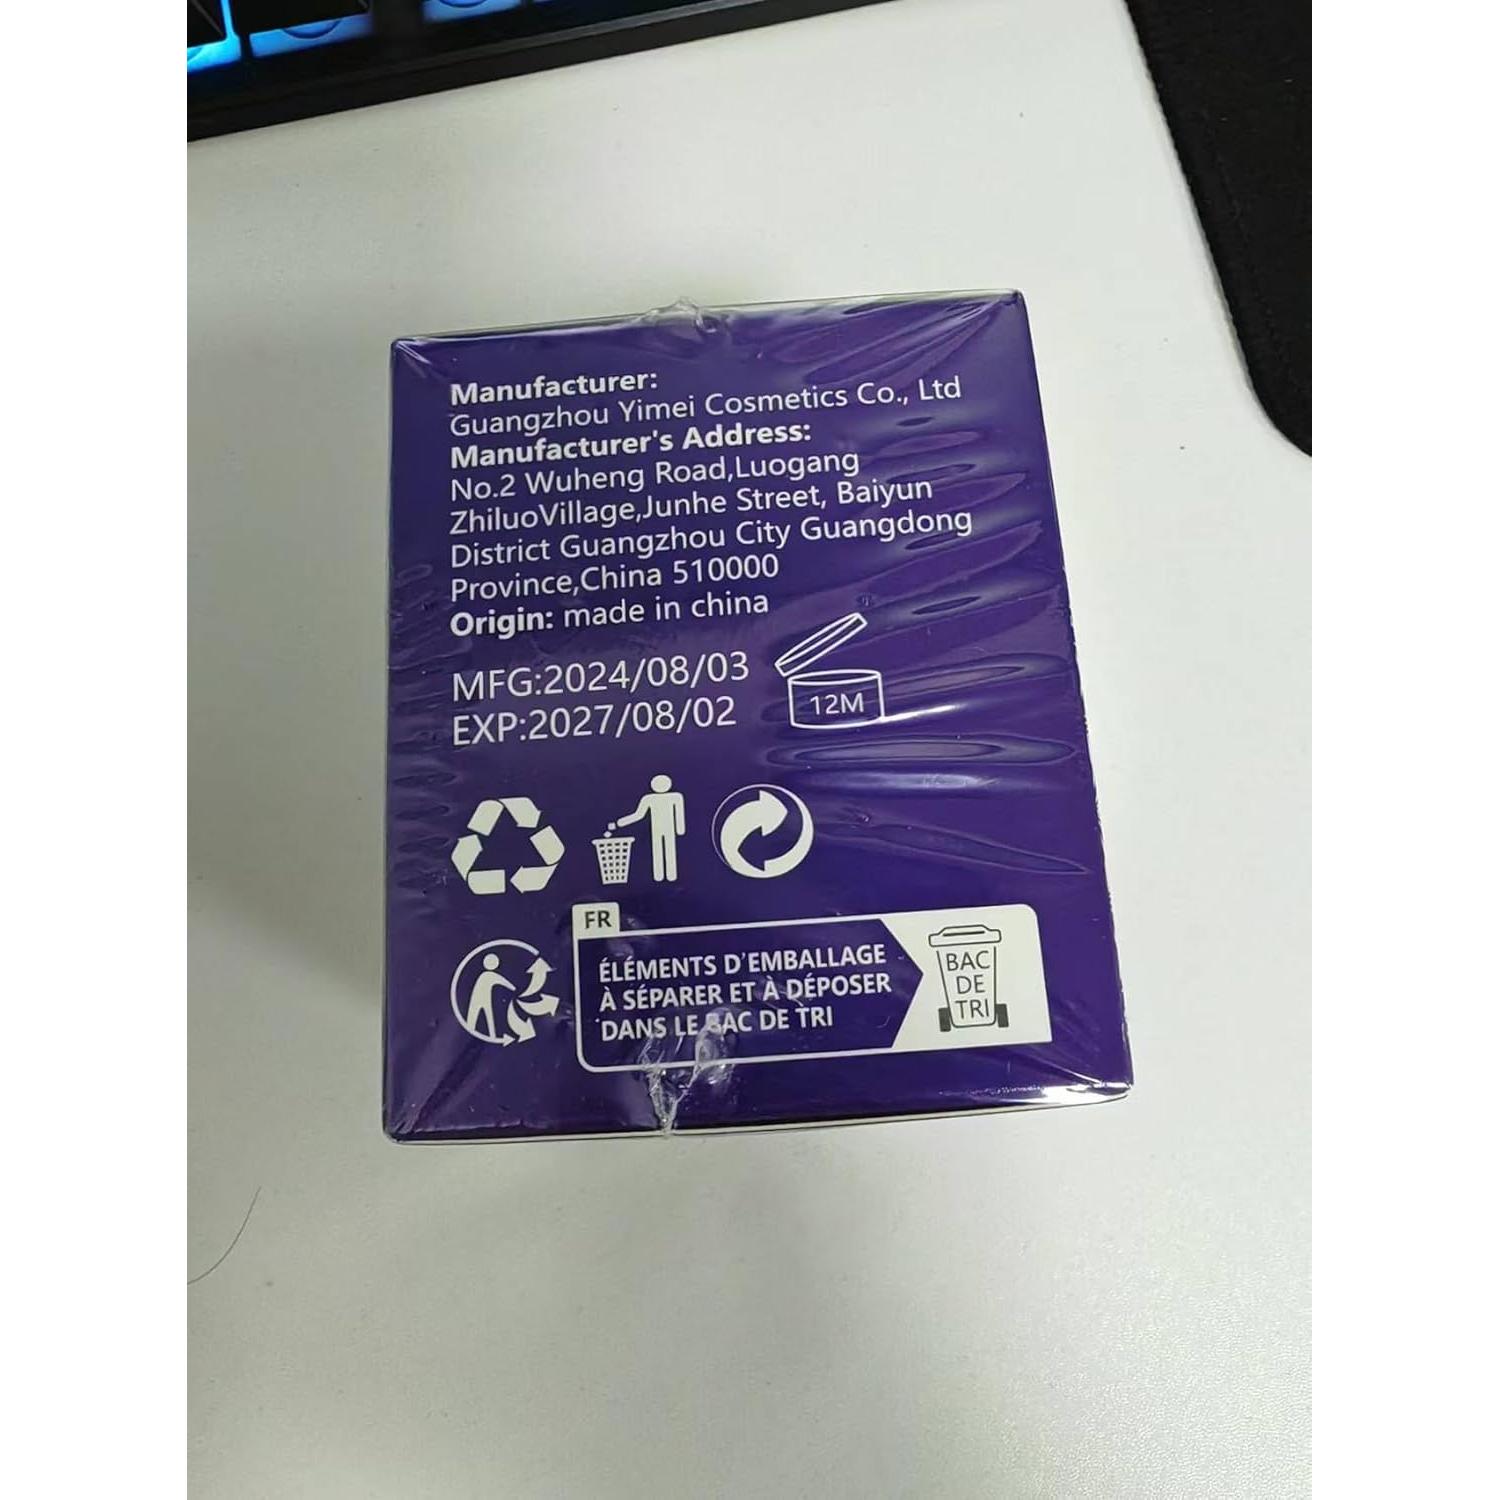 Manufacturer:
Guangzhou Yimei Cosmetics Co., Ltd
Manufacturer's Address:
No.2 Wuheng Road,Luogang
ZhiluoVillage,Junhe Street, Baiyun
District Guangzhou City Guangdong
Province,China 510000
Origin: made in china
MFG:2024/08/03
EXP:2027/08/02
12M
FR
ÉLÉMENTS D'EMBALLAGE
À SÉPARER ET À DÉPOSER
DANS LE BAC DE TRI
BAC
DE
TRI